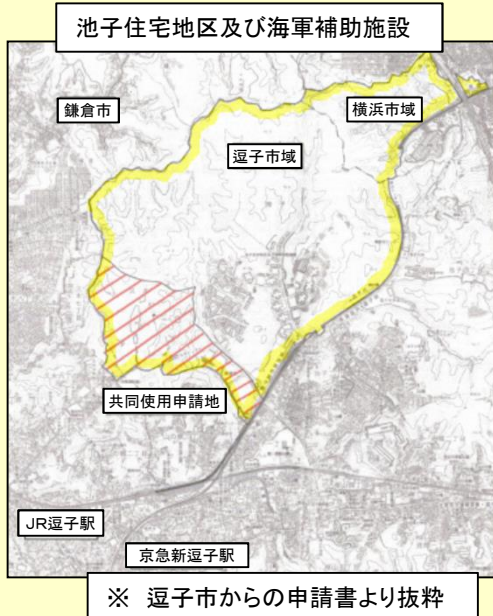 池子住宅地区及び海軍補助施設
鎌倉市
横浜市域
逗子市域
共同使用申請地
JR逗子駅
京急新逗子駅
※ 逗子市からの申請書より抜粋